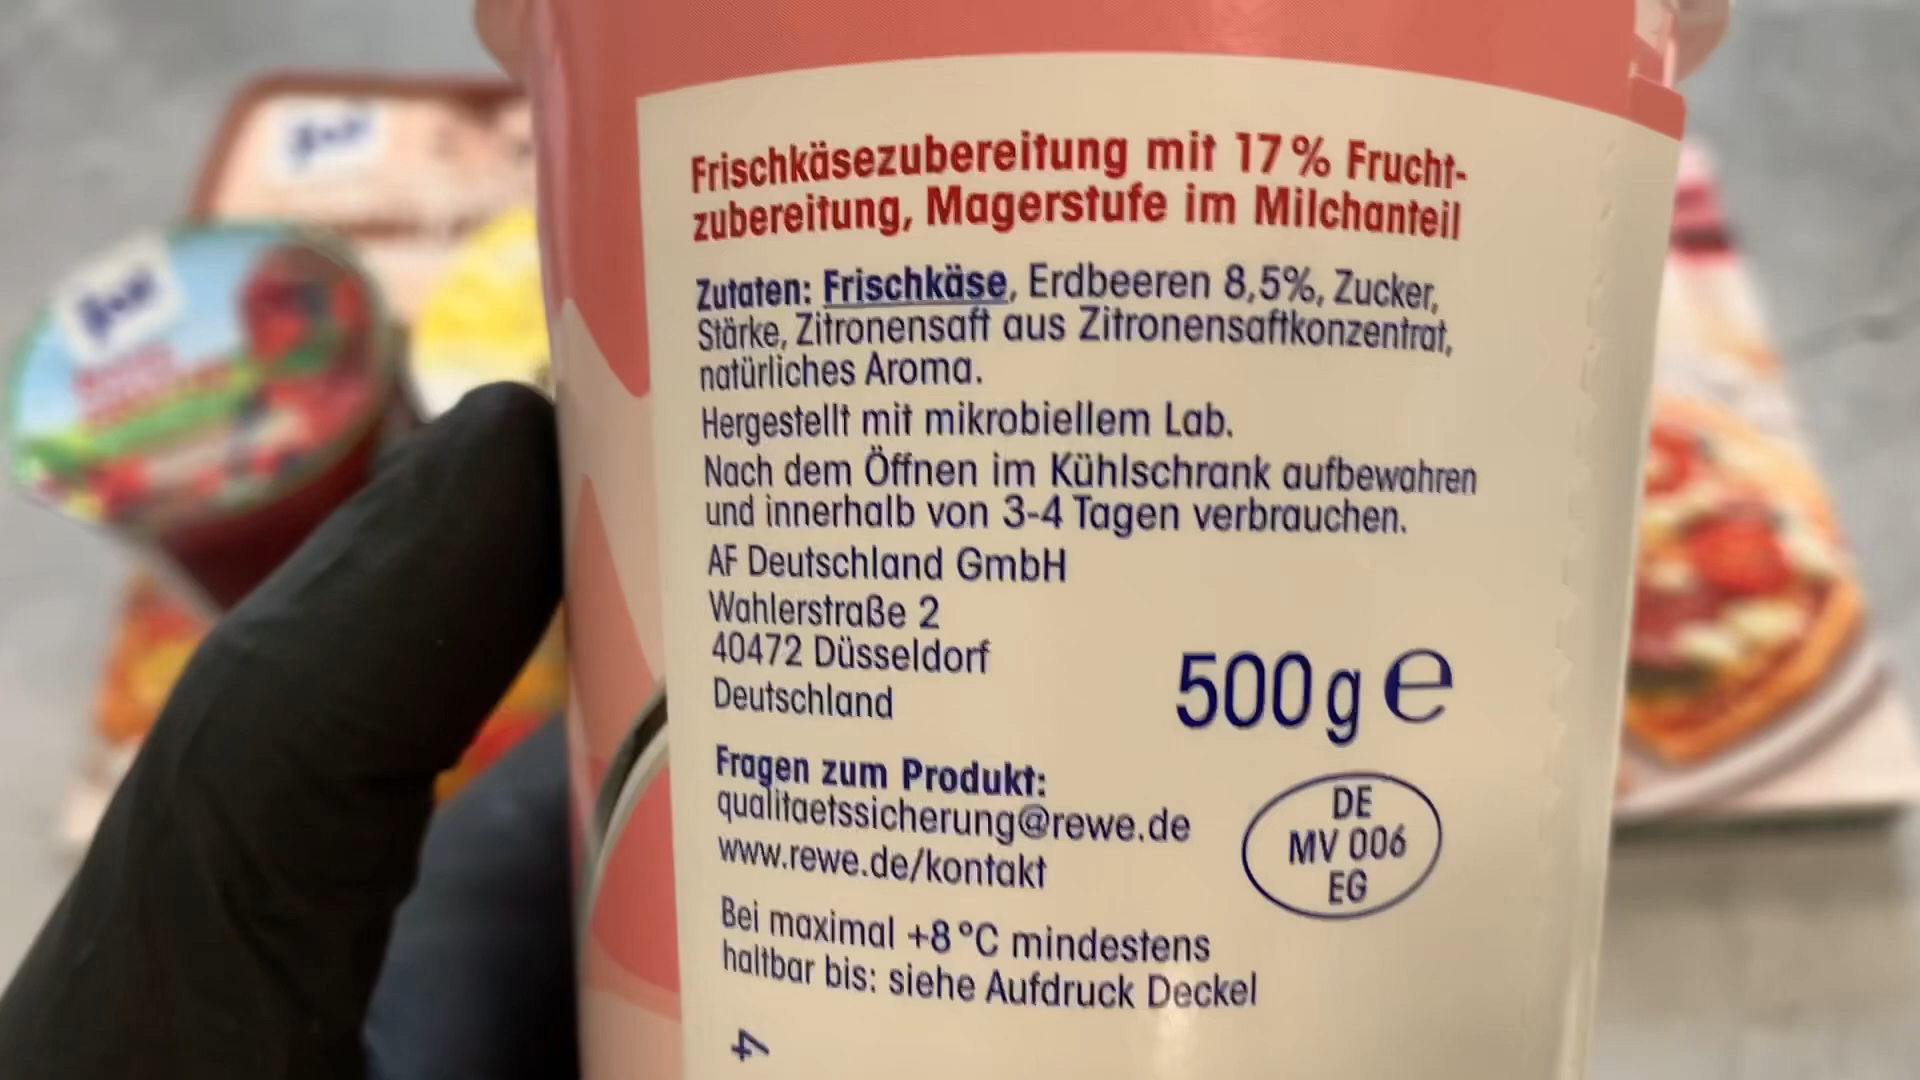 Frischkäsezubereitung mit 17 % Frucht-
zubereitung, Magerstufe im Milchanteil
Zutaten: Frischkäse, Erdbeeren 8,5%, Zucker,
Stärke, Zitronensaft aus Zitronensaftkonzentrat,
natürliches Aroma.
Hergestellt mit mikrobiellem Lab.
Nach dem Öffnen im Kühlschrank aufbewahren
und innerhalb von 3-4 Tagen verbrauchen.
AF Deutschland GmbH
Wahlerstraße 2
40472 Düsseldorf
Deutschland
500 g e
Fragen zum Produkt:
qualitaetssicherung@rewe.de
www.rewe.de/kontakt
DE
MV 006
EG
Bei maximal +8 °C mindestens
haltbar bis: siehe Aufdruck Deckel
4
ja!
ja!